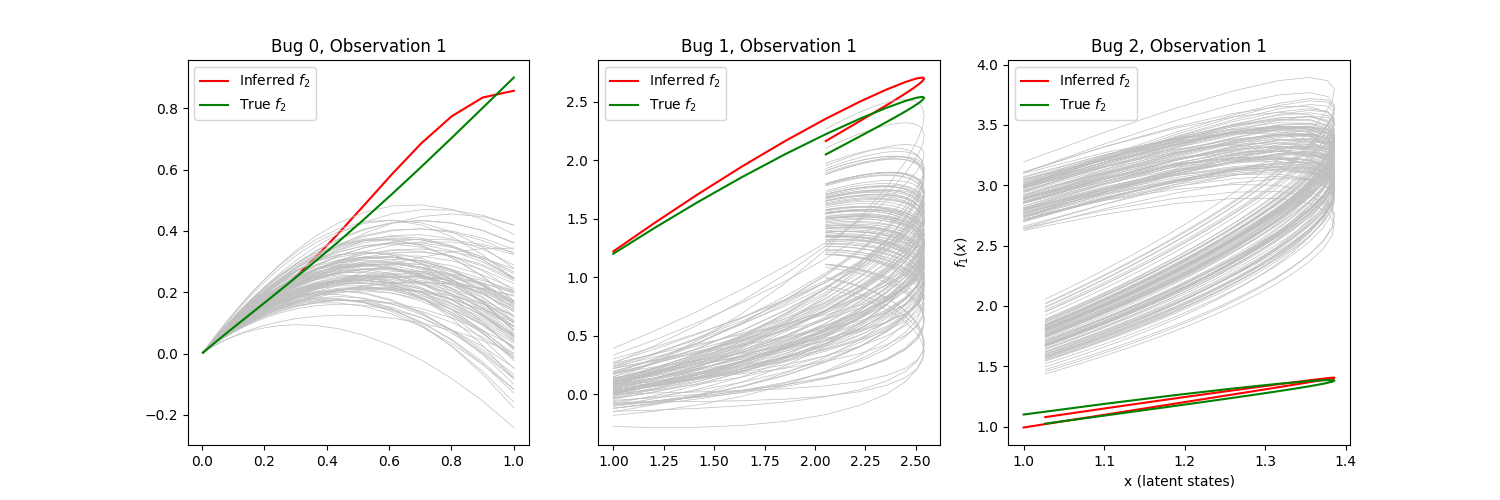 Bug 0, Observation 1
Inferred f₂
True f₂
0.8
0.6
0.4
0.2
0.0
−0.2
0.0 0.2 0.4 0.6 0.8 1.0
Bug 1, Observation 1
Inferred f₂
True f₂
2.5
2.0
1.5
1.0
0.5
0.0
1.00 1.25 1.50 1.75 2.00 2.25 2.50
Bug 2, Observation 1
Inferred f₂
True f₂
f₁(x)
4.0
3.5
3.0
2.5
2.0
1.5
1.0
1.0 1.1 1.2 1.3 1.4
x (latent states)